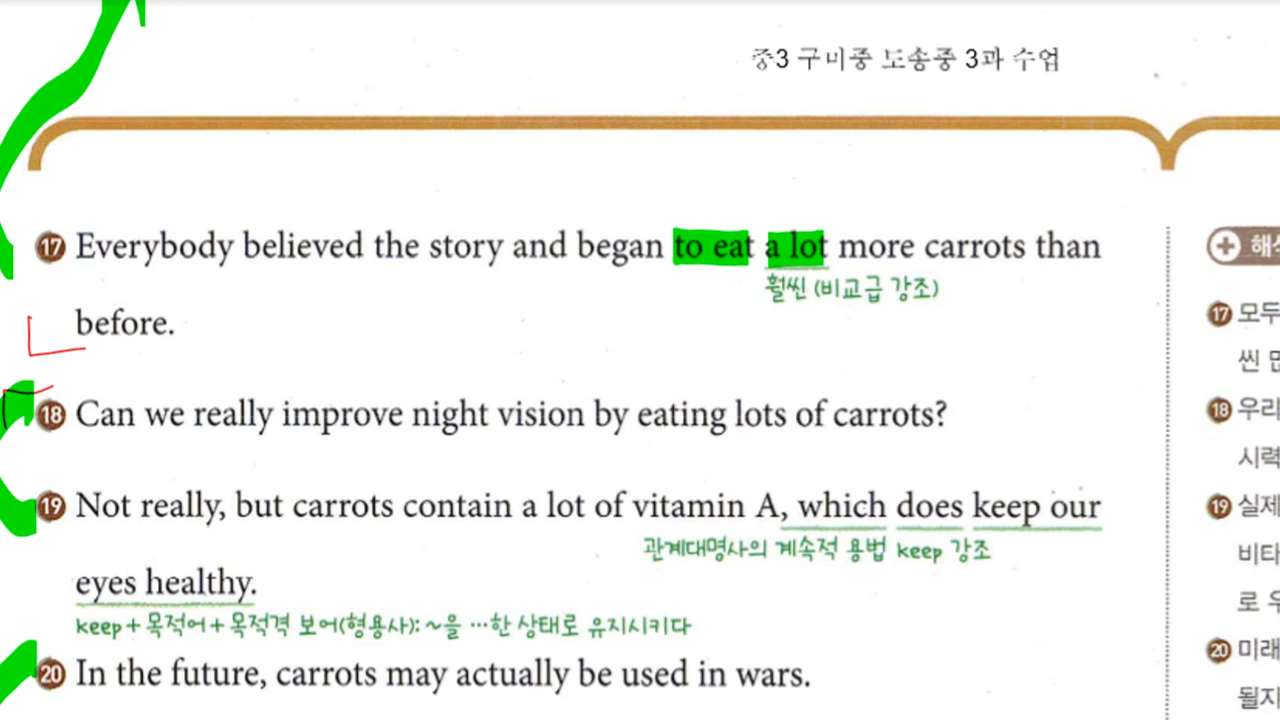 중3 구미중 도송중 3과 수업
17 Everybody believed the story and began to eat a lot more carrots than
훨씬 (비교급 강조)
before.
18 Can we really improve night vision by eating lots of carrots?
19 Not really, but carrots contain a lot of vitamin A, which does keep our
관계대명사의 계속적 용법 keep 강조
eyes healthy.
keep+목적어+목적격 보어(형용사): ~을 …한 상태로 유지시키다
20 In the future, carrots may actually be used in wars.
17 모두
씬
18 우리
시력
19 실제
비타
로 우
20 미래
될지